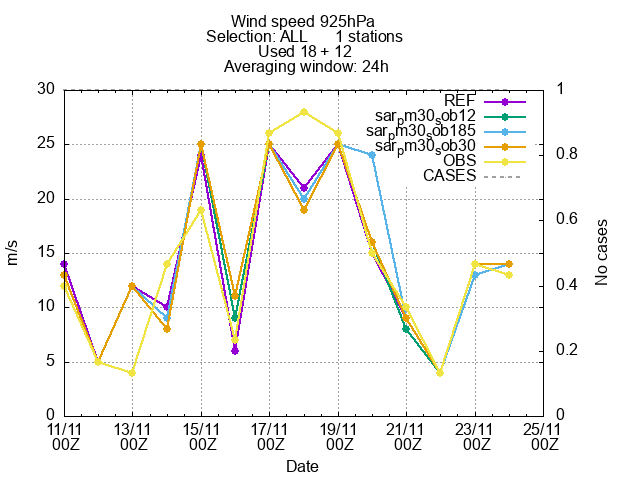 Wind speed 925hPa
Selection: ALL 1 stations
Used 18 + 12
Averaging window: 24h
REF
sarpm30sob12
sarpm30sob185
sarpm30sob30
OBS
CASES
30
25
20
15
10
5
0
m/s
1
0.8
0.6
0.4
0.2
0
No cases
11/11 13/11 15/11 17/11 19/11 21/11 23/11 25/11
00Z 00Z 00Z 00Z 00Z 00Z 00Z 00Z
Date